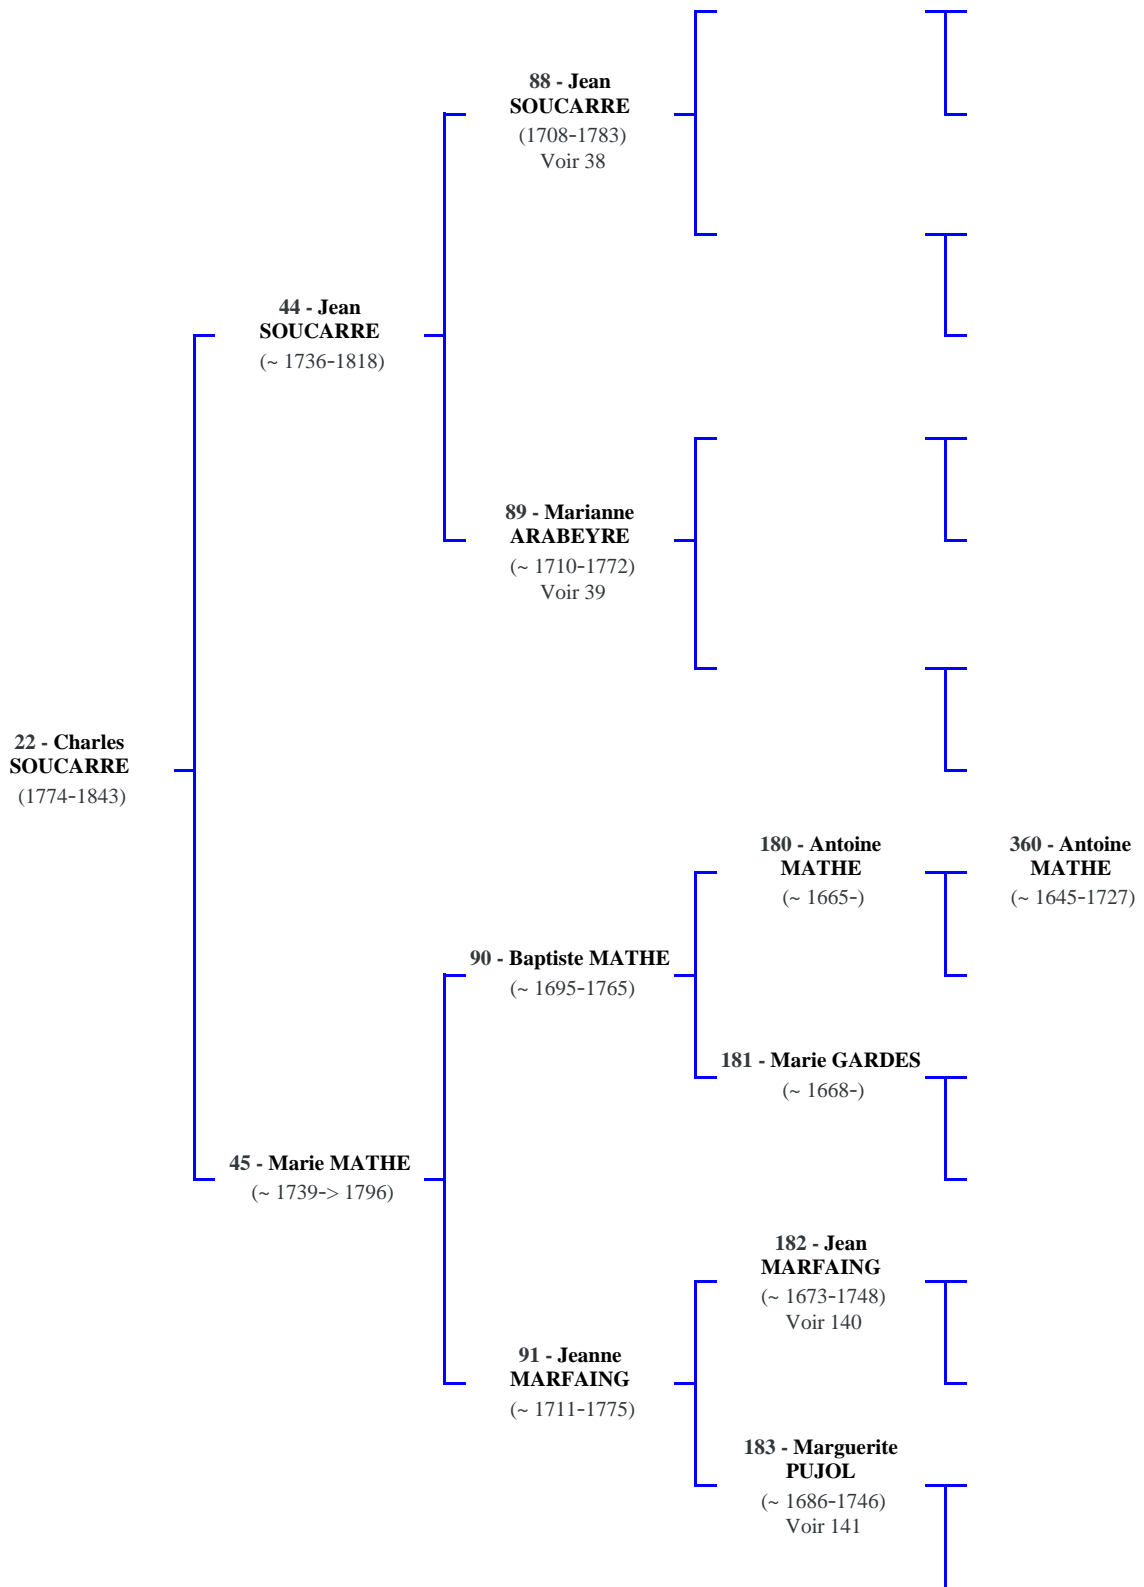 88 - Jean
SOUCARRE
(1708-1783)
Voir 38
44 - Jean
SOUCARRE
(~ 1736-1818)
89 - Marianne
ARABEYRE
(~ 1710-1772)
Voir 39
22 - Charles
SOUCARRE
(1774-1843)
180 - Antoine
MATHE
(~ 1665-)
360 - Antoine
MATHE
(~ 1645-1727)
90 - Baptiste MATHE
(~ 1695-1765)
181 - Marie GARDES
(~ 1668-)
45 - Marie MATHE
(~ 1739-> 1796)
182 - Jean
MARFAING
(~ 1673-1748)
Voir 140
91 - Jeanne
MARFAING
(~ 1711-1775)
183 - Marguerite
PUJOL
(~ 1686-1746)
Voir 141